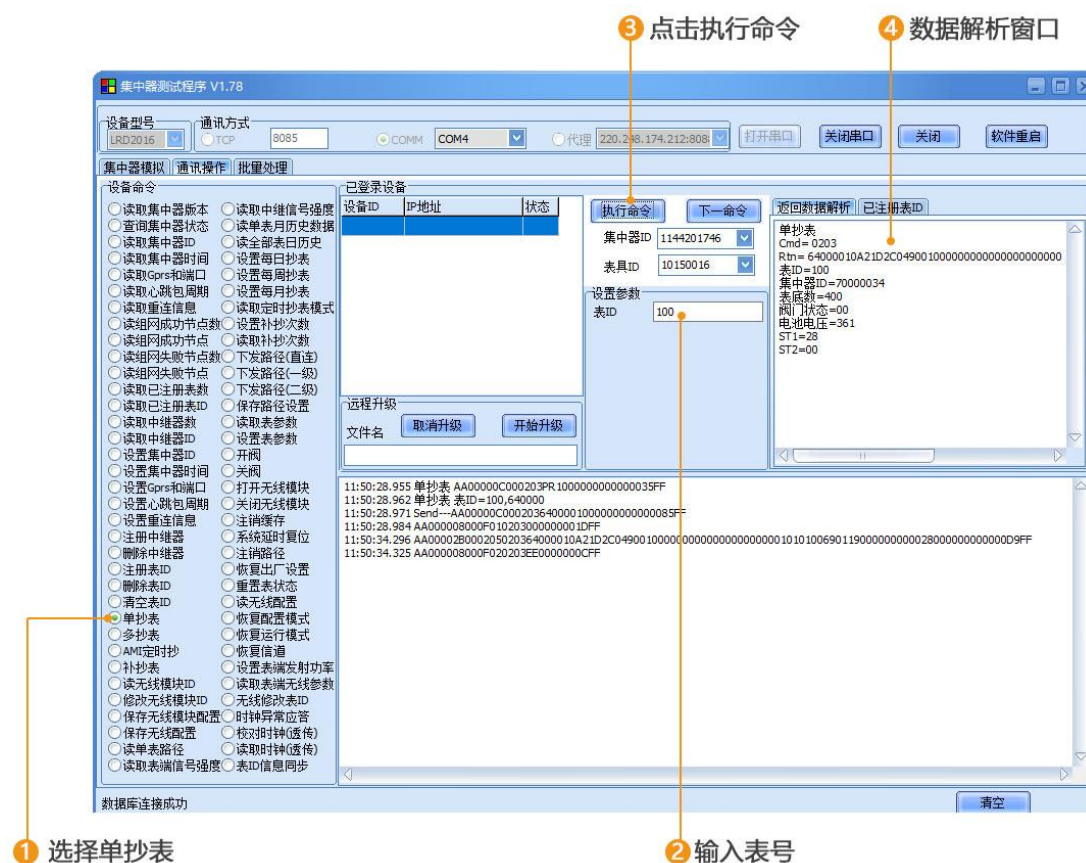 ❸ 点击执行命令
❹ 数据解析窗口
集中器测试程序 V1.78
设备型号
LRD2016
通讯方式
TCP
8085
COMM
COM4
代理
220.248.174.212:808
打开串口
关闭串口
关闭
软件重启
集中器模拟 通讯操作 批量处理
设备命令
读取集中器版本 读取中继信号强度
查询集中器状态 读单表月历史数据
读取集中器ID 读全部表日历史
读取集中器时间 设置每日抄表
读取Gprs和端口 设置每周抄表
读取心跳包周期 设置每月抄表
读取重连信息 读取定时抄表模式
读组网成功节点数 设置补抄次数
读组网成功节点 读取补抄次数
读组网失败节点数 下发路径(直连)
读组网失败节点 下发路径(一级)
读取已注册表数 下发路径(二级)
读取已注册表ID 保存路径设置
读取中继器数 读取表参数
读取中继器ID 设置表参数
设置集中器ID 开阀
设置集中器时间 关阀
设置Gprs和端口 打开无线模块
设置心跳包周期 关闭无线模块
设置重连信息 注销缓存
注册中继器 系统延时复位
删除中继器 注销路径
注册表ID 恢复出厂设置
删除表ID 重置表状态
清空表ID 读无线配置
单抄表 恢复配置模式
多抄表 恢复运行模式
AMI定时抄 恢复信道
补抄表 设置表端发射功率
读无线模块ID 读取表端无线参数
修改无线模块ID 无线修改表ID
保存无线模块配置 时钟异常应答
保存无线配置 校对时钟(透传)
读单表路径 读取时钟(透传)
读取表端信号强度 表ID信息同步
已登录设备
设备ID IP地址 状态
远程升级
取消升级
开始升级
文件名
执行命令
下一命令
集中器ID 1144201746
表具ID 10150016
设置参数
表ID 100
返回数据解析 已注册表ID
单抄表
Cmd= 0203
表ID=100
集中器ID=70000034
表底数=400
阀门状态=00
电池电压=361
ST1=28
ST2=00
11:50:28.955 单抄表
11:50:28.962 单抄表 表ID=100,640000
11:50:28.971
11:50:28.984
11:50:34.296
11:50:34.325
数据库连接成功
清空
❶ 选择单抄表
❷ 输入表号